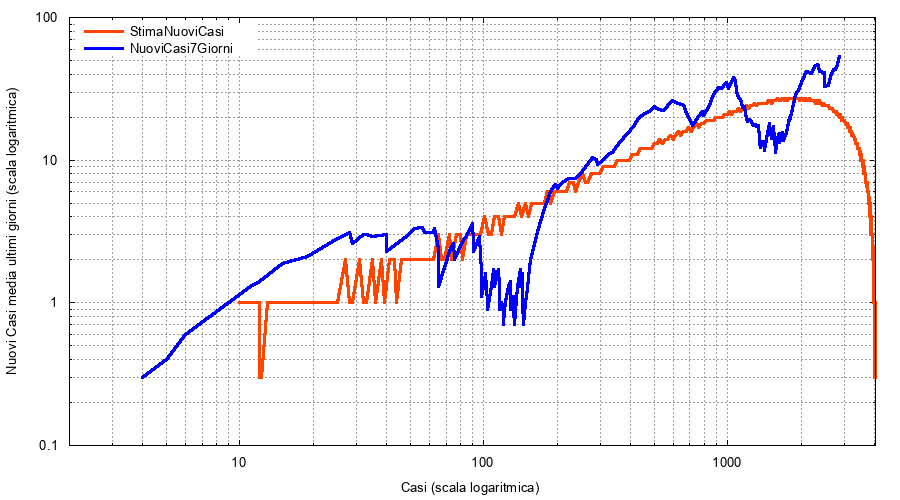 100
StimaNuoviCasi
NuoviCasi7Giorni
10
1
0.1
10
100
1000
Nuovi Casi media ultimi giorni (scala logaritmica)
Casi (scala logaritmica)